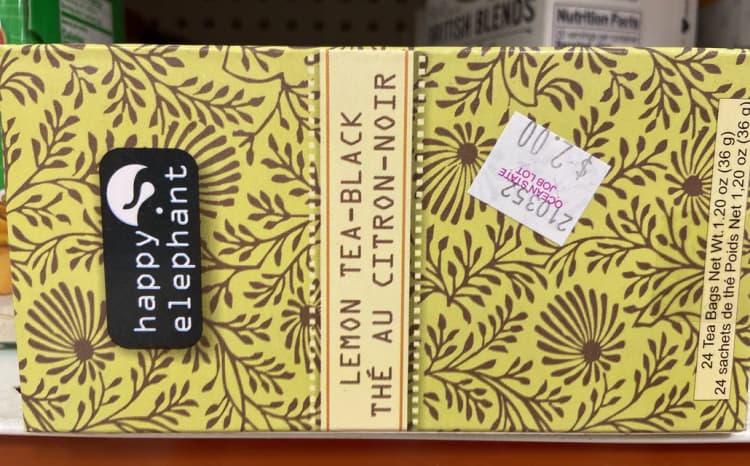 BRITISH BLENDS
Nutrition Facts
happy
elephant
LEMON TEA-BLACK
THÉ AU CITRON-NOIR
210352
OCEAN STATE
JOB LOT
$ 2.00
24 Tea Bags Net Wt.1.20 oz (36 g)
24 sachets de thé Poids Net 1.20 oz (36 g)